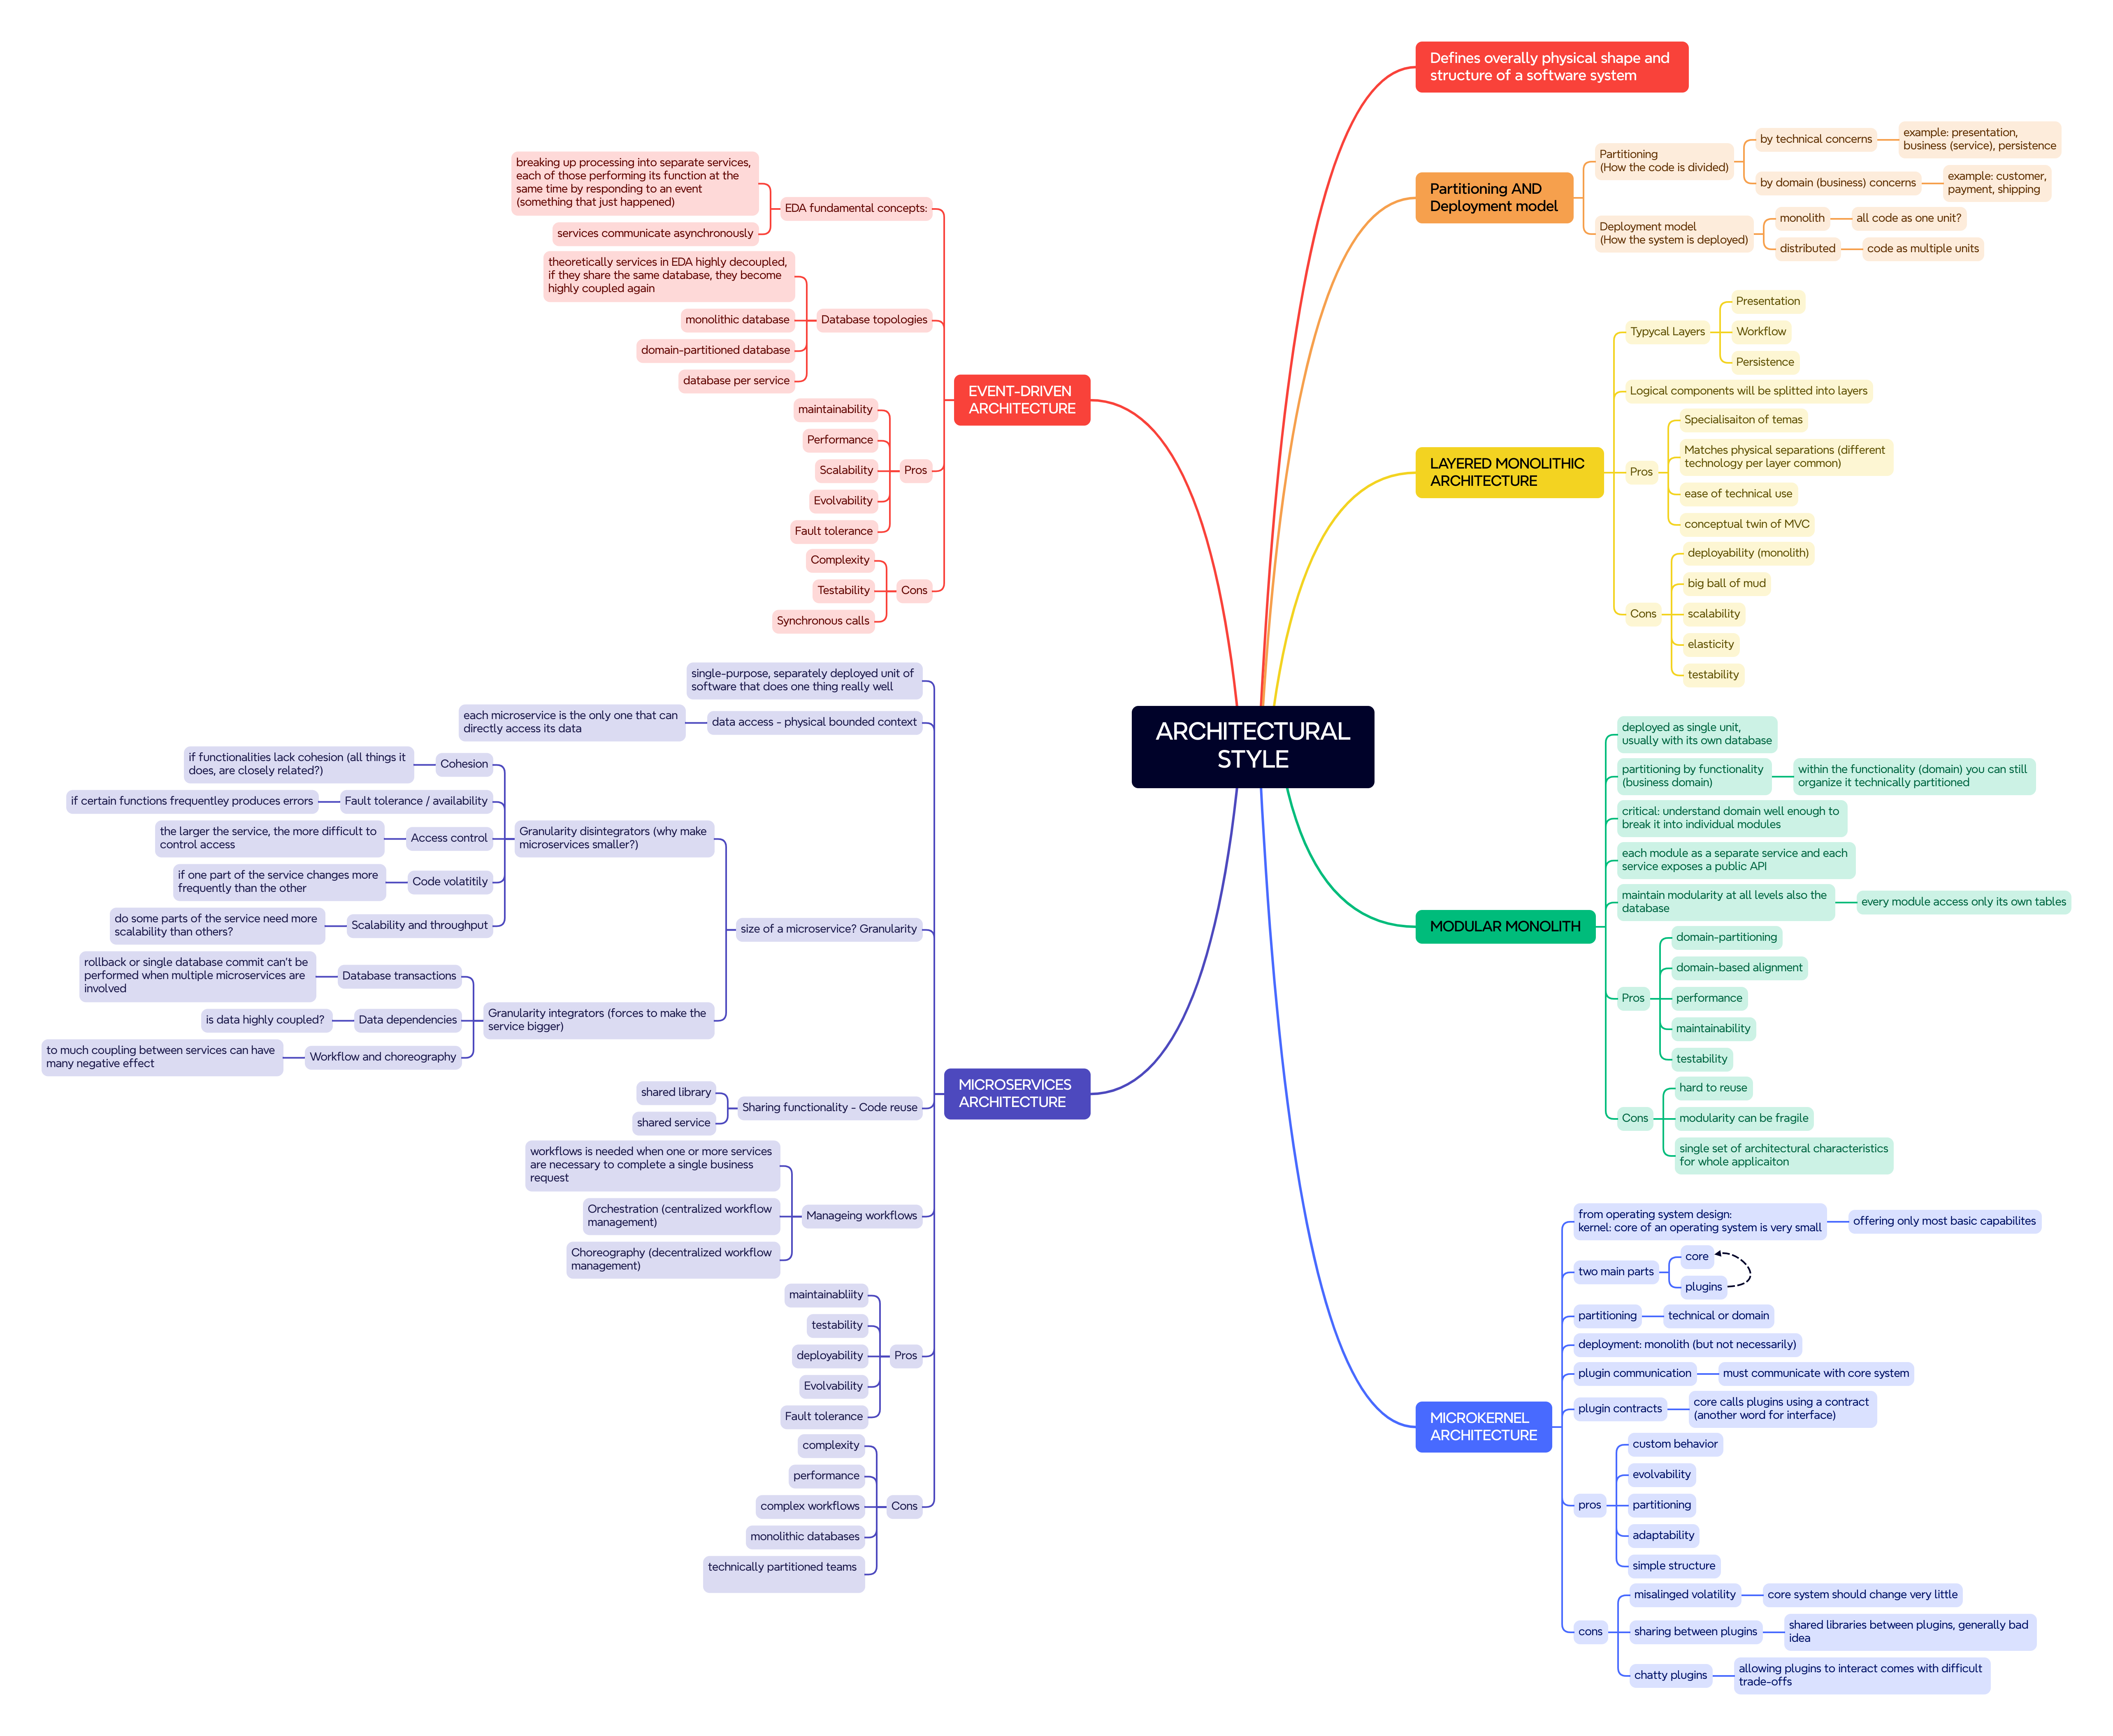 ARCHITECTURAL
STYLE
Defines overally physical shape and
structure of a software system
Partitioning AND
Deployment model
Partitioning
(How the code is divided)
by technical concerns
example: presentation,
business (service), persistence
by domain (business) concerns
example: customer,
payment, shipping
Deployment model
(How the system is deployed)
monolith
all code as one unit?
distributed
code as multiple units
LAYERED MONOLITHIC
ARCHITECTURE
Typycal Layers
Presentation
Workflow
Persistence
Logical components will be splitted into layers
Pros
Specialisaiton of temas
Matches physical separations (different
technology per layer common)
ease of technical use
conceptual twin of MVC
Cons
deployability (monolith)
big ball of mud
scalability
elasticity
testability
MODULAR MONOLITH
deployed as single unit,
usually with its own database
partitioning by functionality
(business domain)
within the functionality (domain) you can still
organize it technically partitioned
critical: understand domain well enough to
break it into individual modules
each module as a separate service and each
service exposes a public API
maintain modularity at all levels also the
database
every module access only its own tables
Pros
domain-partitioning
domain-based alignment
performance
maintainability
testability
Cons
hard to reuse
modularity can be fragile
single set of architectural characteristics
for whole applicaiton
MICROKERNEL
ARCHITECTURE
from operating system design:
kernel: core of an operating system is very small
offering only most basic capabilites
two main parts
core
plugins
partitioning
technical or domain
deployment: monolith (but not necessarily)
plugin communication
must communicate with core system
plugin contracts
core calls plugins using a contract
(another word for interface)
pros
custom behavior
evolvability
partitioning
adaptability
simple structure
cons
misalinged volatility
core system should change very little
sharing between plugins
shared libraries between plugins, generally bad
idea
chatty plugins
allowing plugins to interact comes with difficult
trade-offs
EVENT-DRIVEN
ARCHITECTURE
EDA fundamental concepts:
breaking up processing into separate services,
each of those performing its function at the
same time by responding to an event
(something that just happened)
services communicate asynchronously
Database topologies
theoretically services in EDA highly decoupled,
if they share the same database, they become
highly coupled again
monolithic database
domain-partitioned database
database per service
Pros
maintainability
Performance
Scalability
Evolvability
Fault tolerance
Cons
Complexity
Testability
Synchronous calls
MICROSERVICES
ARCHITECTURE
single-purpose, separately deployed unit of
software that does one thing really well
data access - physical bounded context
each microservice is the only one that can
directly access its data
size of a microservice? Granularity
Granularity disintegrators (why make
microservices smaller?)
Cohesion
if functionalities lack cohesion (all things it
does, are closely related?)
Fault tolerance / availability
if certain functions frequentley produces errors
Access control
the larger the service, the more difficult to
control access
Code volatitily
if one part of the service changes more
frequently than the other
Scalability and throughput
do some parts of the service need more
scalability than others?
Granularity integrators (forces to make the
service bigger)
Database transactions
rollback or single database commit can't be
performed when multiple microservices are
involved
Data dependencies
is data highly coupled?
Workflow and choreography
to much coupling between services can have
many negative effect
Sharing functionality - Code reuse
shared library
shared service
Manageing workflows
workflows is needed when one or more services
are necessary to complete a single business
request
Orchestration (centralized workflow
management)
Choreography (decentralized workflow
management)
Pros
maintainabliity
testability
deployability
Evolvability
Fault tolerance
Cons
complexity
performance
complex workflows
monolithic databases
technically partitioned teams